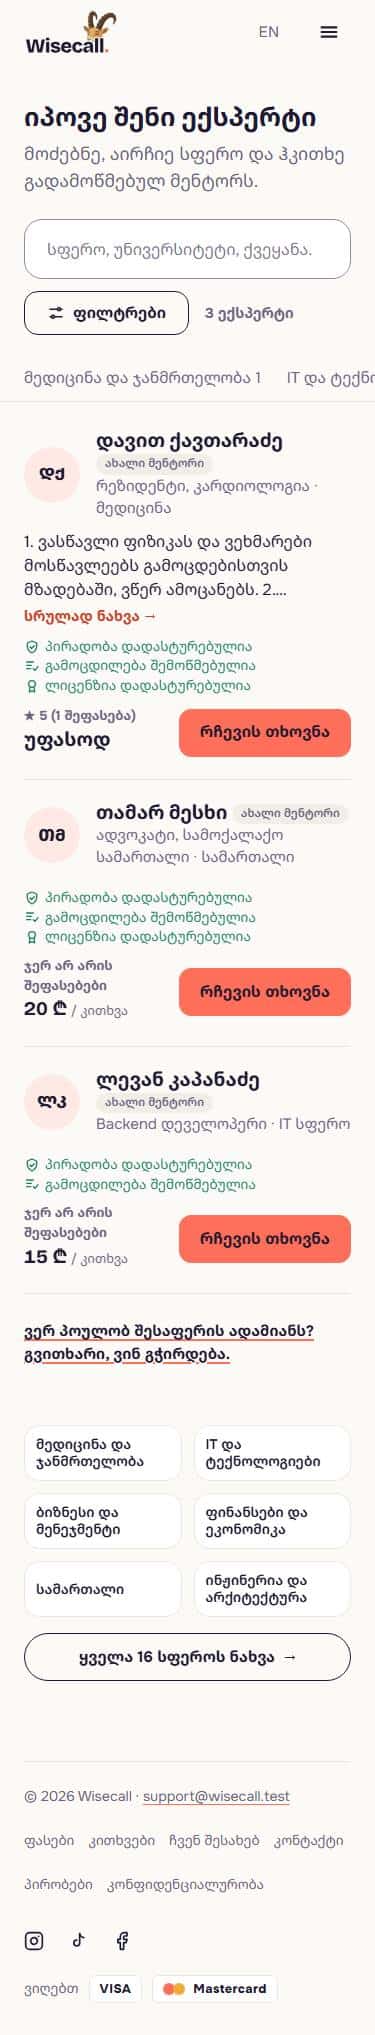 Wisecall.
EN
იპოვე შენი ექსპერტი
მოძებნე, აირჩიე სფერო და ჰკითხე
გადამოწმებულ მენტორს.
სფერო, უნივერსიტეტი, ქვეყანა.
ფილტრები
3 ექსპერტი
მედიცინა და ჯანმრთელობა 1
IT და ტექნო
დქ
დავით ქავთარაძე
ახალი მენტორი
რეზიდენტი, კარდიოლოგია ·
მედიცინა
1. ვასწავლი ფიზიკას და ვეხმარები
მოსწავლეებს გამოცდებისთვის
მზადებაში, ვწერ ამოცანებს. 2....
სრულად ნახვა →
პირადობა დადასტურებულია
გამოცდილება შემოწმებულია
ლიცენზია დადასტურებულია
★ 5 (1 შეფასება)
უფასოდ
რჩევის თხოვნა
თმ
თამარ მესხი
ახალი მენტორი
ადვოკატი, სამოქალაქო
სამართალი · სამართალი
პირადობა დადასტურებულია
გამოცდილება შემოწმებულია
ლიცენზია დადასტურებულია
ჯერ არ არის
შეფასებები
20 ₾ / კითხვა
რჩევის თხოვნა
ლკ
ლევან კაპანაძე
ახალი მენტორი
Backend დეველოპერი · IT სფერო
პირადობა დადასტურებულია
გამოცდილება შემოწმებულია
ჯერ არ არის
შეფასებები
15 ₾ / კითხვა
რჩევის თხოვნა
ვერ პოულობ შესაფერის ადამიანს?
გვითხარი, ვინ გჭირდება.
მედიცინა და
ჯანმრთელობა
IT და
ტექნოლოგიები
ბიზნესი და
მენეჯმენტი
ფინანსები და
ეკონომიკა
სამართალი
ინჟინერია და
არქიტექტურა
ყველა 16 სფეროს ნახვა →
© 2026 Wisecall · support@wisecall.test
ფასები
კითხვები
ჩვენ შესახებ
კონტაქტი
პირობები
კონფიდენციალურობა
ვიღებთ
VISA
Mastercard